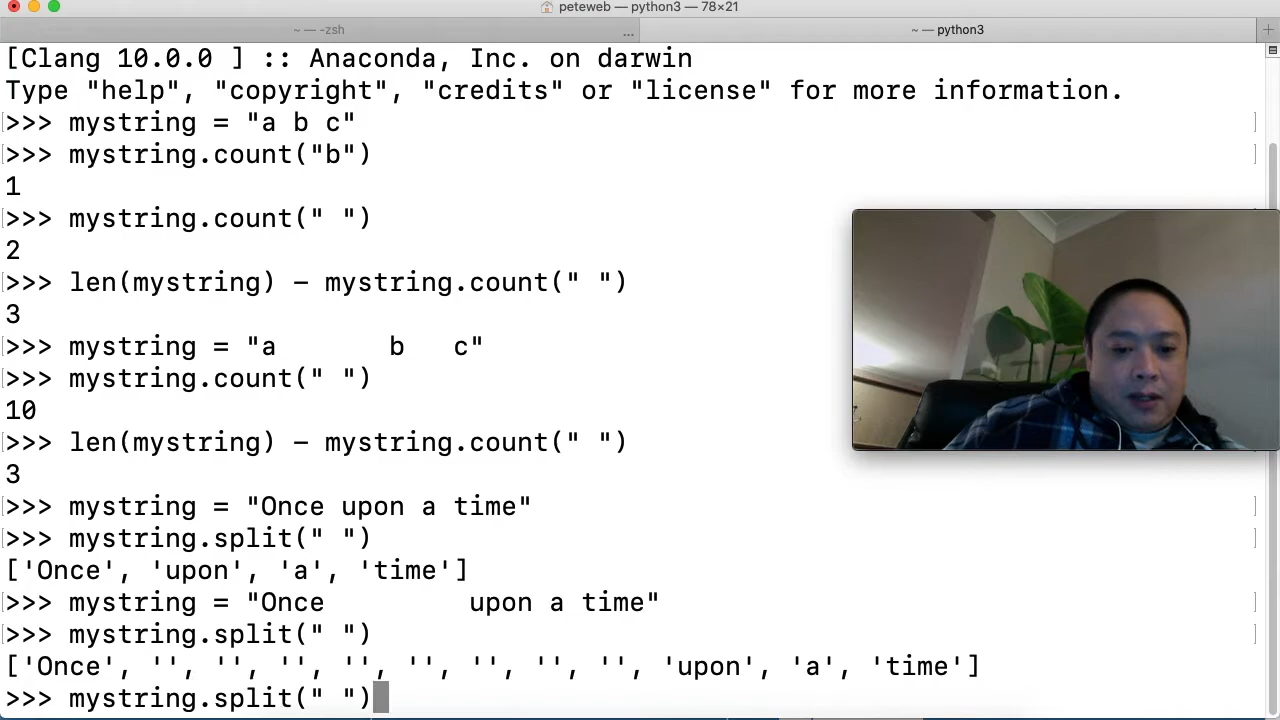 peteweb — python3 — 78×21
~ — -zsh
...
~ — python3
[Clang 10.0.0 ] :: Anaconda, Inc. on darwin
Type "help", "copyright", "credits" or "license" for more information.
>>> mystring = "a b c"
>>> mystring.count("b")
1
>>> mystring.count(" ")
2
>>> len(mystring) - mystring.count(" ")
3
>>> mystring = "a       b   c"
>>> mystring.count(" ")
10
>>> len(mystring) - mystring.count(" ")
3
>>> mystring = "Once upon a time"
>>> mystring.split(" ")
['Once', 'upon', 'a', 'time']
>>> mystring = "Once         upon a time"
>>> mystring.split(" ")
['Once', '', '', '', '', '', '', '', '', 'upon', 'a', 'time']
>>> mystring.split(" ")